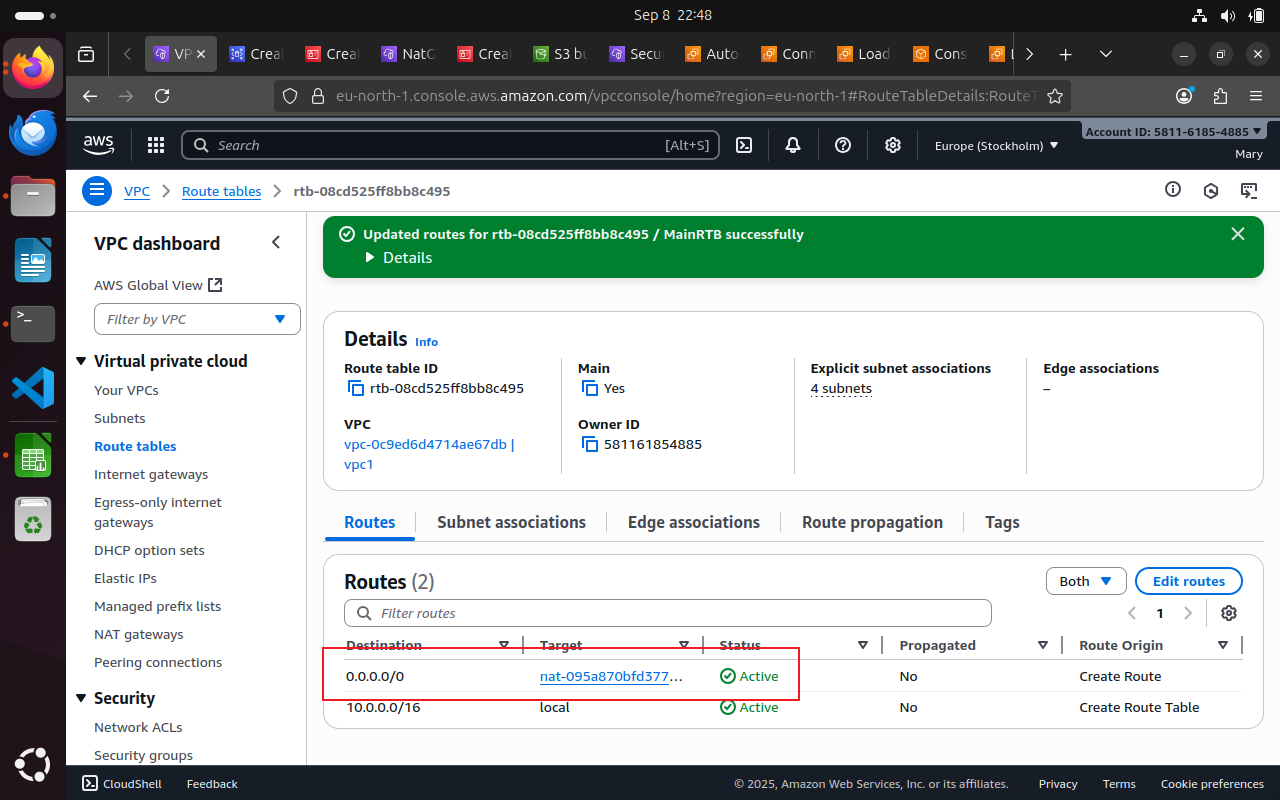 Sep 8 22:48
VP
Creat
Creat
NatG
Creat
S3 bu
Secu
Auto
Conn
Load
Cons
eu-north-1.console.aws.amazon.com/vpcconsole/home?region=eu-north-1#RouteTableDetails:RouteT
aws
Search
[Alt+S]
Europe (Stockholm)
Account ID: 5811-6185-4885
Mary
VPC
Route tables
rtb-08cd525ff8bb8c495
VPC dashboard
AWS Global View
Filter by VPC
Virtual private cloud
Your VPCs
Subnets
Route tables
Internet gateways
Egress-only internet
gateways
DHCP option sets
Elastic IPs
Managed prefix lists
NAT gateways
Peering connections
Security
Network ACLs
Security groups
Updated routes for rtb-08cd525ff8bb8c495 / MainRTB successfully
Details
Details Info
Route table ID
rtb-08cd525ff8bb8c495
Main
Yes
Explicit subnet associations
4 subnets
Edge associations
–
VPC
vpc-0c9ed6d4714ae67db |
vpc1
Owner ID
581161854885
Routes
Subnet associations
Edge associations
Route propagation
Tags
Routes (2)
Both
Edit routes
Filter routes
1
Destination Target Status Propagated Route Origin
0.0.0.0/0 nat-095a870bfd377... Active No Create Route
10.0.0.0/16 local Active No Create Route Table
CloudShell Feedback © 2025, Amazon Web Services, Inc. or its affiliates. Privacy Terms Cookie preferences